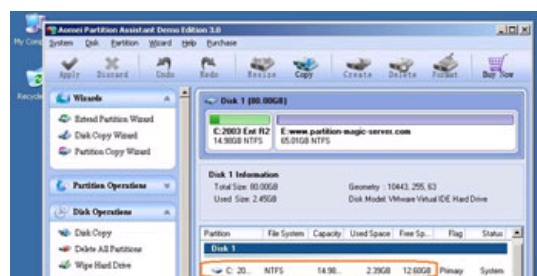 Aomei Partition Assistant Demo Edition 3.0
My Comp
System Disk Partition Wizard Help Purchase
Apply Discard Undo Redo Resize Copy Create Delete Format Buy Now
Recycle
Wizards
Extend Partition Wizard
Disk Copy Wizard
Partition Copy Wizard
Partition Operations
Disk Operations
Disk Copy
Delete All Partitions
Wipe Hard Drive
Disk 1 (80.00GB)
C:2003 Ent R2
14.98GB NTFS
E:www.partition-magic-server.com
65.01GB NTFS
Disk 1 Information
Total Size: 80.00GB
Geometry : 10443, 255, 63
Used Size: 2.45GB
Disk Model: VMware Virtual IDE Hard Drive
Partition File System Capacity Used Space Free Sp... Flag Status
Disk 1
C: 20... NTFS 14.98... 2.39GB 12.60GB Primary System